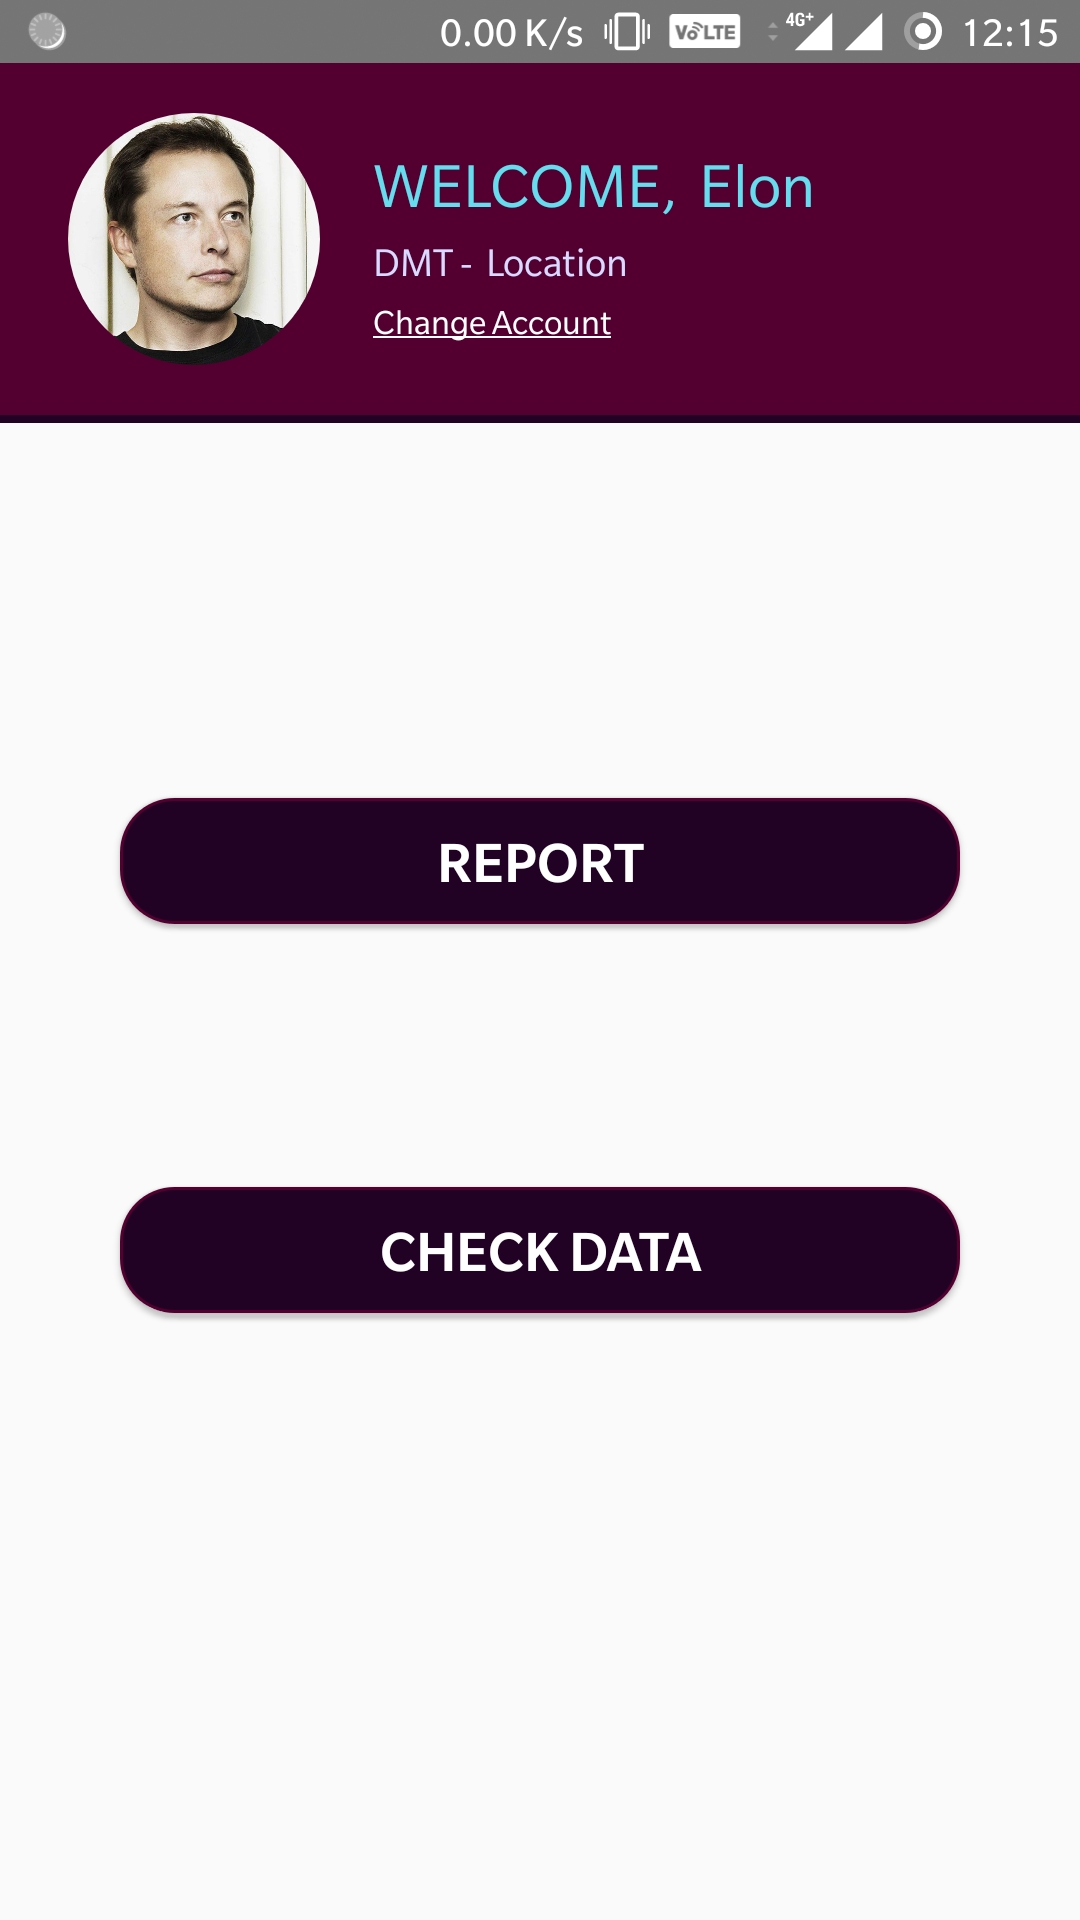 0.00 K/s VoLTE 4G+ 12:15
WELCOME, Elon
DMT - Location
Change Account
REPORT
CHECK DATA